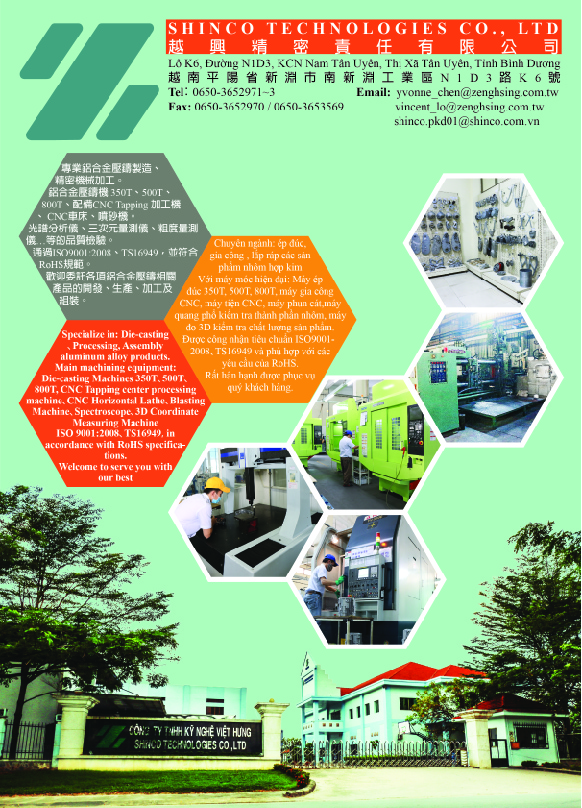 SHINCO TECHNOLOGIES CO., LTD
越興精密責任有限公司
Lô K6, Đường N1D3, KCN Nam Tân Uyên, Thị Xã Tân Uyên, Tỉnh Bình Dương
越南平陽省新淵市南新淵工業區N1D3路K6號
Tel: 0650-3652971~3 Email: yvonne_chen@zenghsing.com.tw
Fax: 0650-3652970 / 0650-3653569 vincent_lo@zenghsing.com.tw
shinco.pkd01@shinco.com.vn
專業鋁合金壓鑄製造、
精密機械加工。
鋁合金壓鑄機350T、500T、
800T、配備CNC Tapping 加工機
、CNC車床、噴砂機。
光譜分析儀、三次元量測儀、粗度量測
儀...等的品質檢驗。
通過ISO9001:2008、TS16949，並符合
RoHS規範。
歡迎委託各項鋁合金壓鑄相關
產品的開發、生產、加工及
組裝。
Chuyên ngành: ép đúc,
gia công , lắp ráp các sản
phẩm nhôm hợp kim
Với máy móc hiện đại: Máy ép
đúc 350T, 500T, 800T, máy gia công
CNC, máy tiện CNC, máy phun cát,máy
quang phổ kiểm tra thành phần nhôm, máy
đo 3D kiểm tra chất lượng sản phẩm.
Được công nhận tiêu chuẩn ISO9001-
2008, TS16949 và phù hợp với các
yêu cầu của RoHS.
Rất hân hạnh được phục vụ
quý khách hàng.
Specialize in: Die-casting
, Processing, Assembly
aluminum alloy products.
Main machining equipment:
Die-casting Machines 350T, 500T,
800T, CNC Tapping center processing
machine, CNC Horizontal Lathe, Blasting
Machine, Spectroscope, 3D Coordinate
Measuring Machine
ISO 9001:2008, TS16949, in
accordance with RoHS specifica-
tions.
Welcome to serve you with
our best
CÔNG TY TNHH KỸ NGHỆ VIỆT HƯNG
SHINCO TECHNOLOGIES CO.,LTD